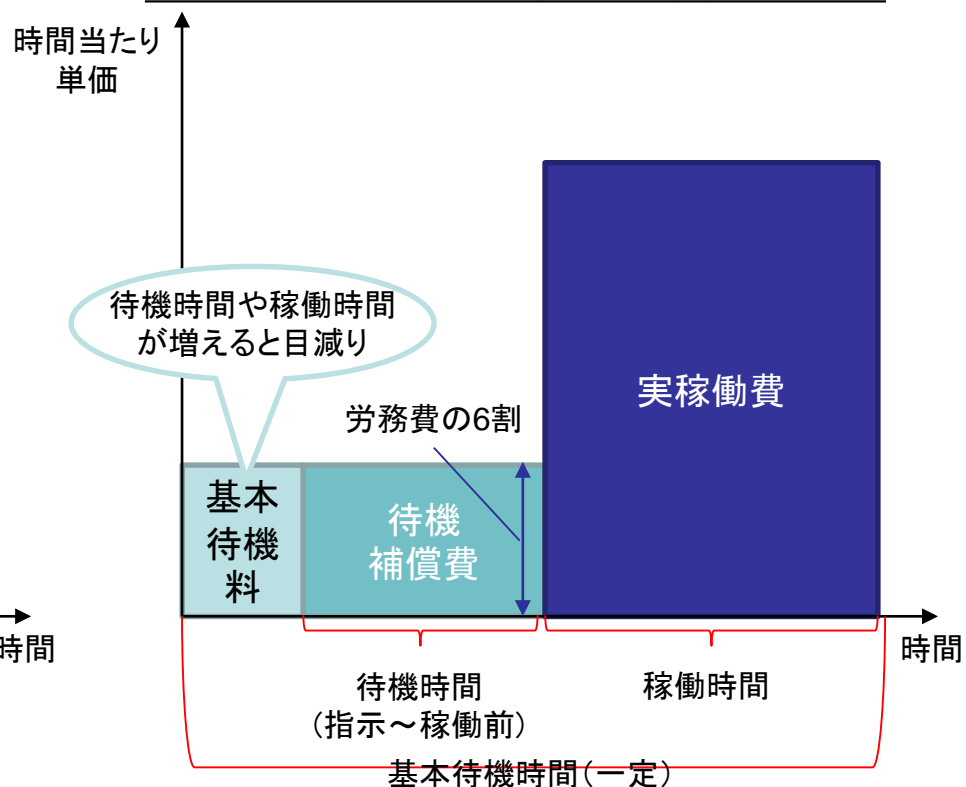 時間当たり
単価
待機時間や稼働時間
が増えると目減り
労務費の6割
実稼働費
基本
待機
料
待機
補償費
時間
時間
待機時間
(指示～稼働前)
稼働時間
基本待機時間(一定)